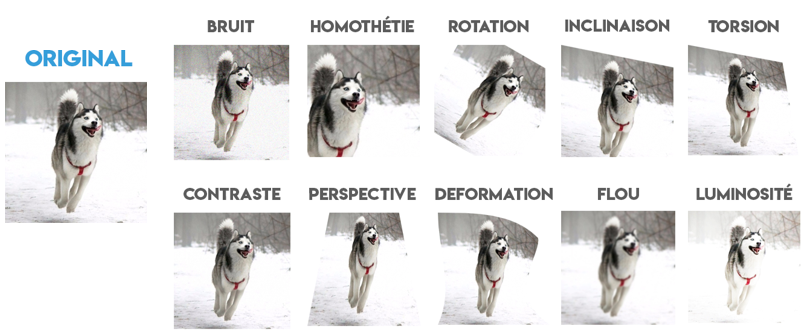 ORIGINAL
BRUIT
HOMOTHÉTIE
ROTATION
INCLINAISON
TORSION
CONTRASTE
PERSPECTIVE
DEFORMATION
FLOU
LUMINOSITÉ